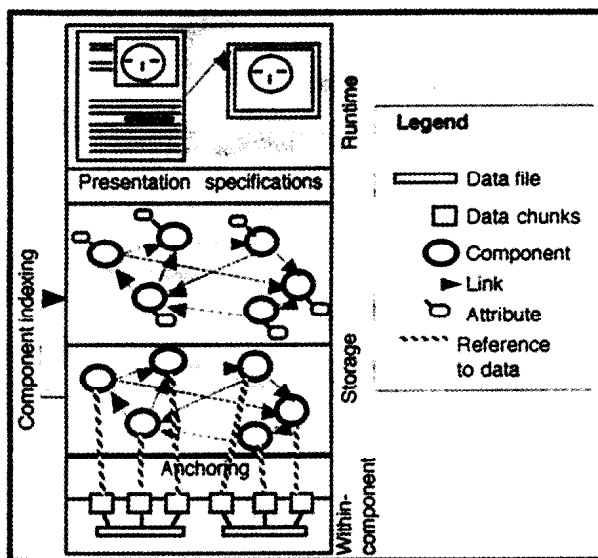 Presentation specifications
Anchoring
Component indexing
Runtime
Storage
Within-
component
Legend
Data file
Data chunks
Component
Link
Attribute
Reference
to data